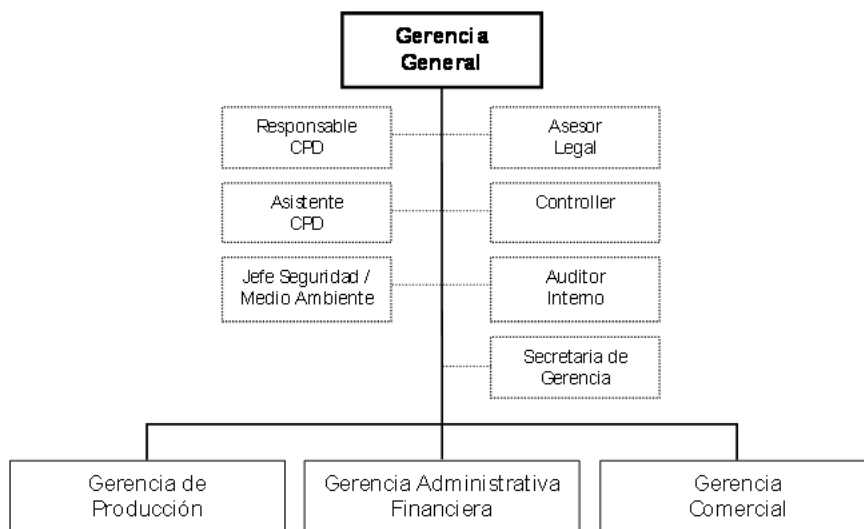 Gerencia
General
Responsable
CPD
Asesor
Legal
Asistente
CPD
Controller
Jefe Seguridad /
Medio Ambiente
Auditor
Interno
Secretaria de
Gerencia
Gerencia de
Producción
Gerencia Administrativa
Financiera
Gerencia
Comercial